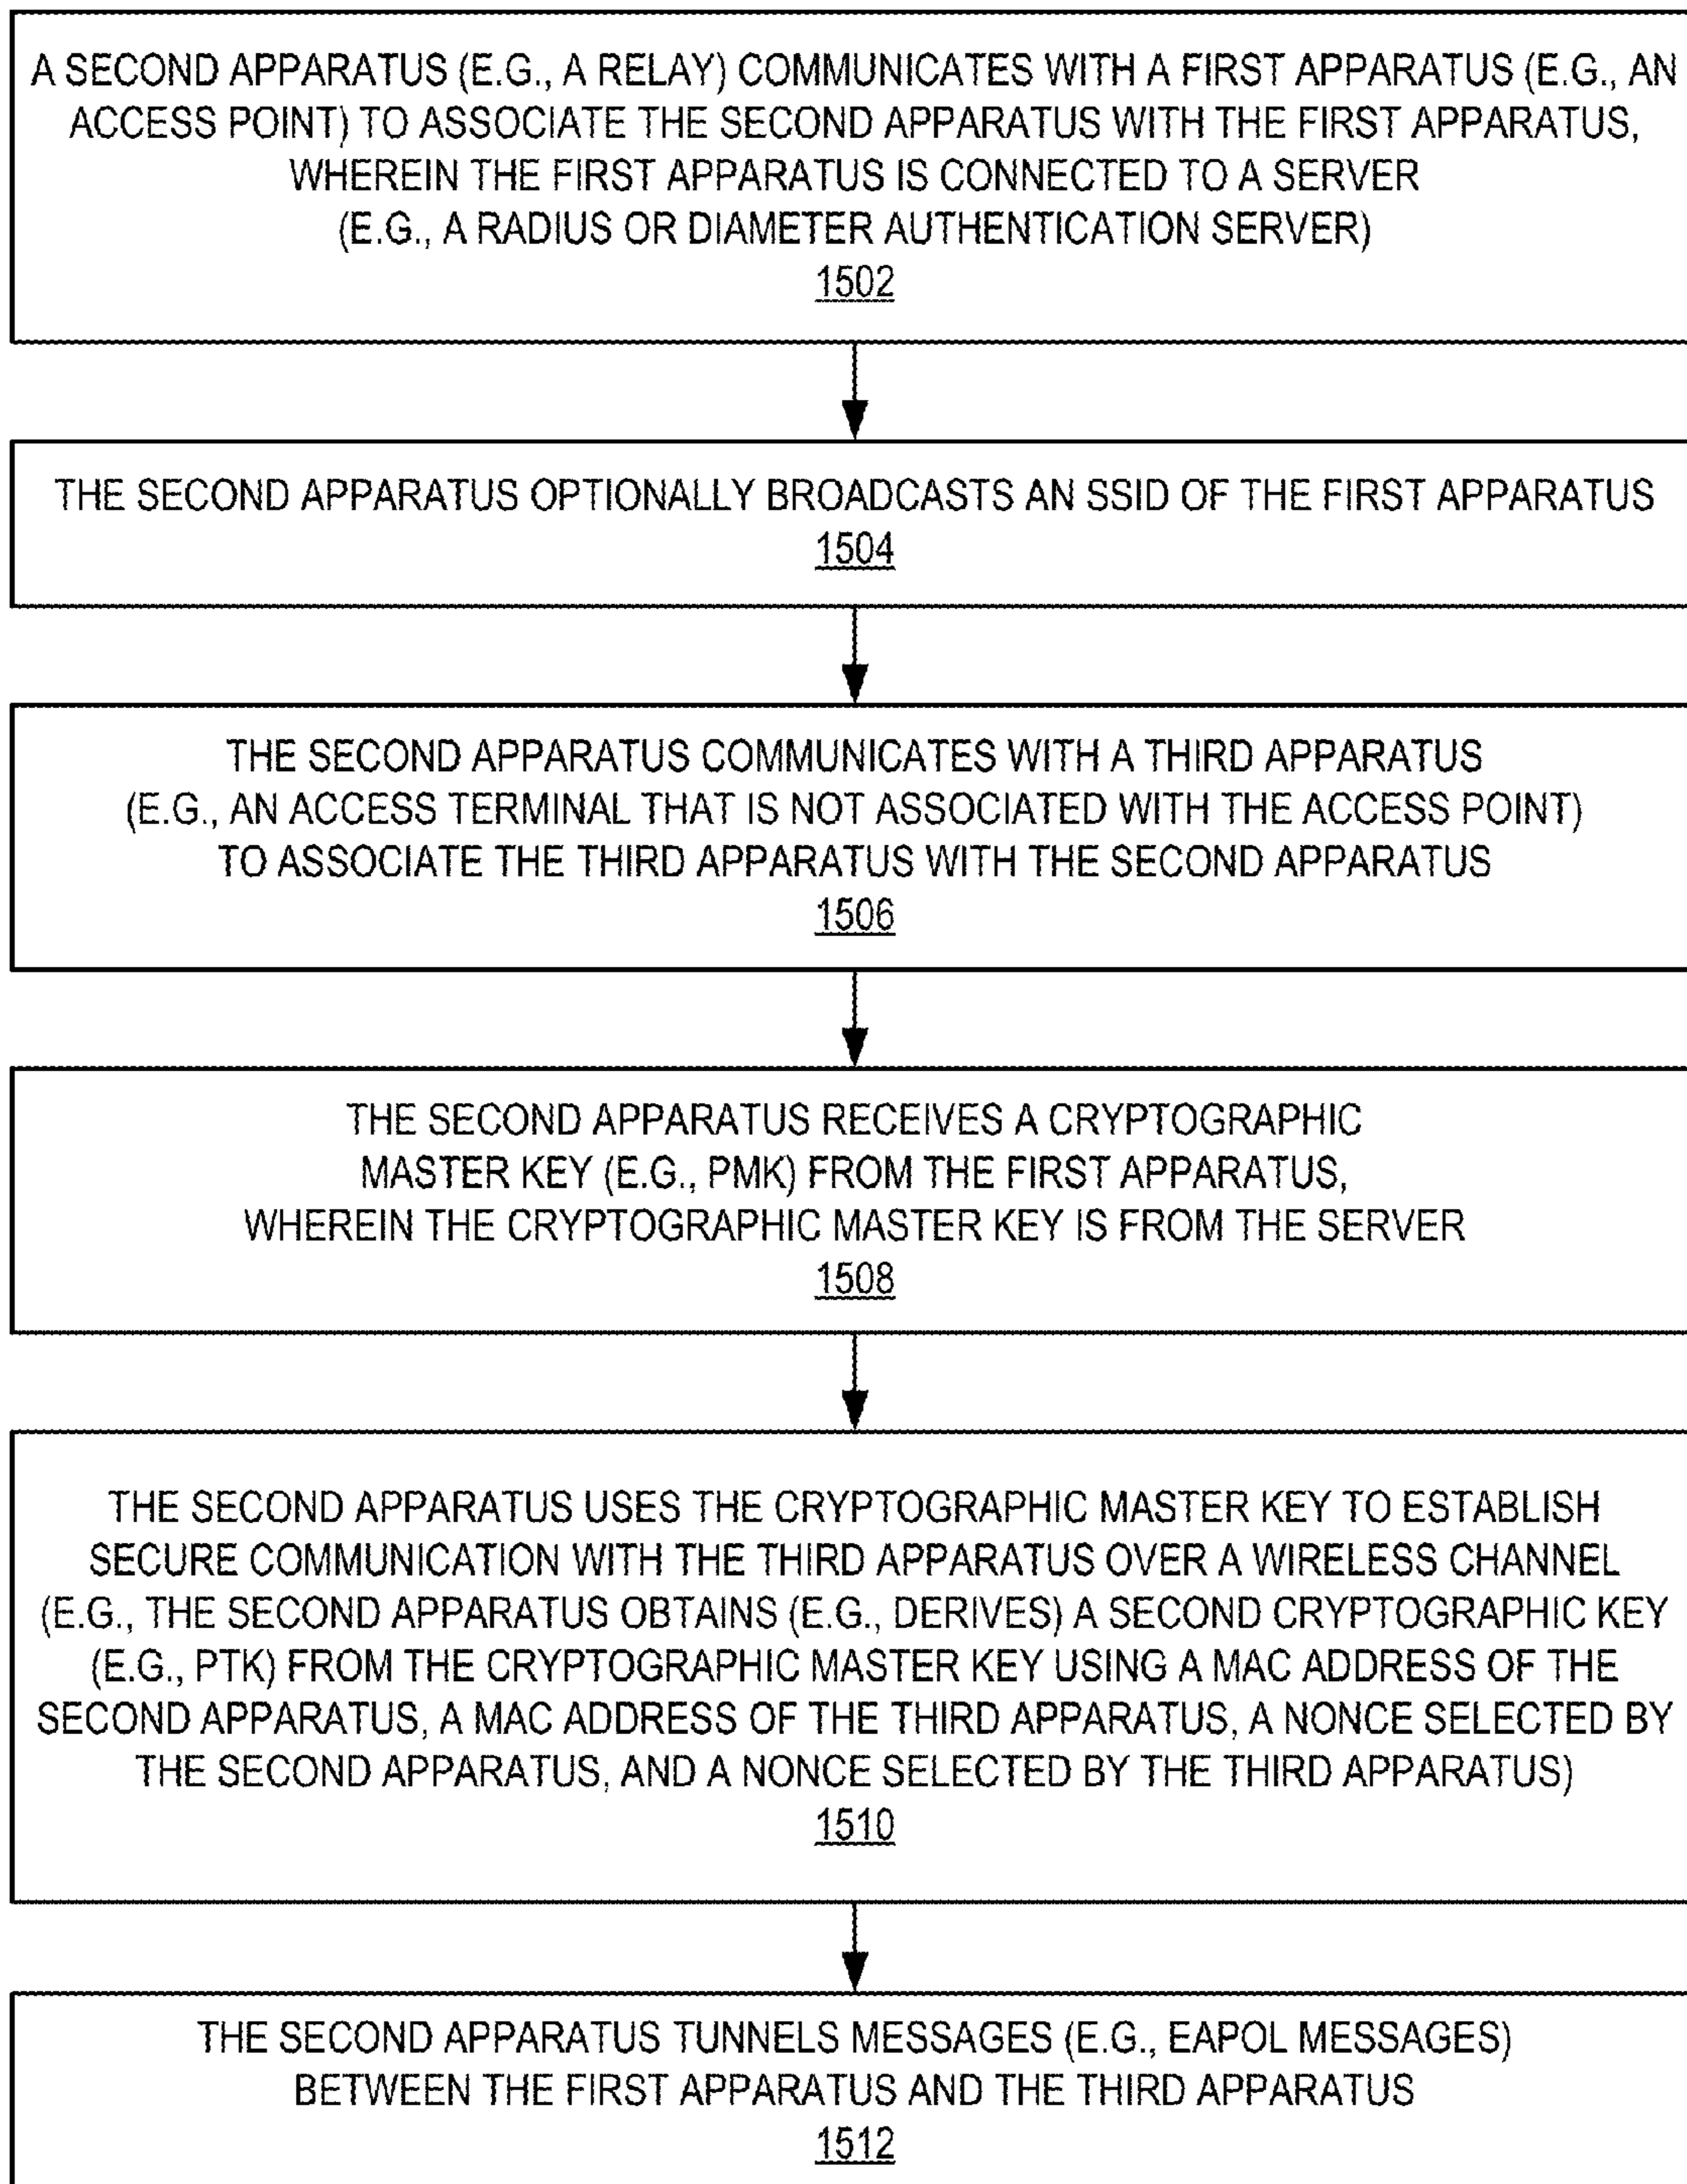 A SECOND APPARATUS (E.G., A RELAY) COMMUNICATES WITH A FIRST APPARATUS (E.G., AN
ACCESS POINT) TO ASSOCIATE THE SECOND APPARATUS WITH THE FIRST APPARATUS,
WHEREIN THE FIRST APPARATUS IS CONNECTED TO A SERVER
(E.G., A RADIUS OR DIAMETER AUTHENTICATION SERVER)
1502
THE SECOND APPARATUS OPTIONALLY BROADCASTS AN SSID OF THE FIRST APPARATUS
1504
THE SECOND APPARATUS COMMUNICATES WITH A THIRD APPARATUS
(E.G., AN ACCESS TERMINAL THAT IS NOT ASSOCIATED WITH THE ACCESS POINT)
TO ASSOCIATE THE THIRD APPARATUS WITH THE SECOND APPARATUS
1506
THE SECOND APPARATUS RECEIVES A CRYPTOGRAPHIC
MASTER KEY (E.G., PMK) FROM THE FIRST APPARATUS,
WHEREIN THE CRYPTOGRAPHIC MASTER KEY IS FROM THE SERVER
1508
THE SECOND APPARATUS USES THE CRYPTOGRAPHIC MASTER KEY TO ESTABLISH
SECURE COMMUNICATION WITH THE THIRD APPARATUS OVER A WIRELESS CHANNEL
(E.G., THE SECOND APPARATUS OBTAINS (E.G., DERIVES) A SECOND CRYPTOGRAPHIC KEY
(E.G., PTK) FROM THE CRYPTOGRAPHIC MASTER KEY USING A MAC ADDRESS OF THE
SECOND APPARATUS, A MAC ADDRESS OF THE THIRD APPARATUS, A NONCE SELECTED BY
THE SECOND APPARATUS, AND A NONCE SELECTED BY THE THIRD APPARATUS)
1510
THE SECOND APPARATUS TUNNELS MESSAGES (E.G., EAPOL MESSAGES)
BETWEEN THE FIRST APPARATUS AND THE THIRD APPARATUS
1512